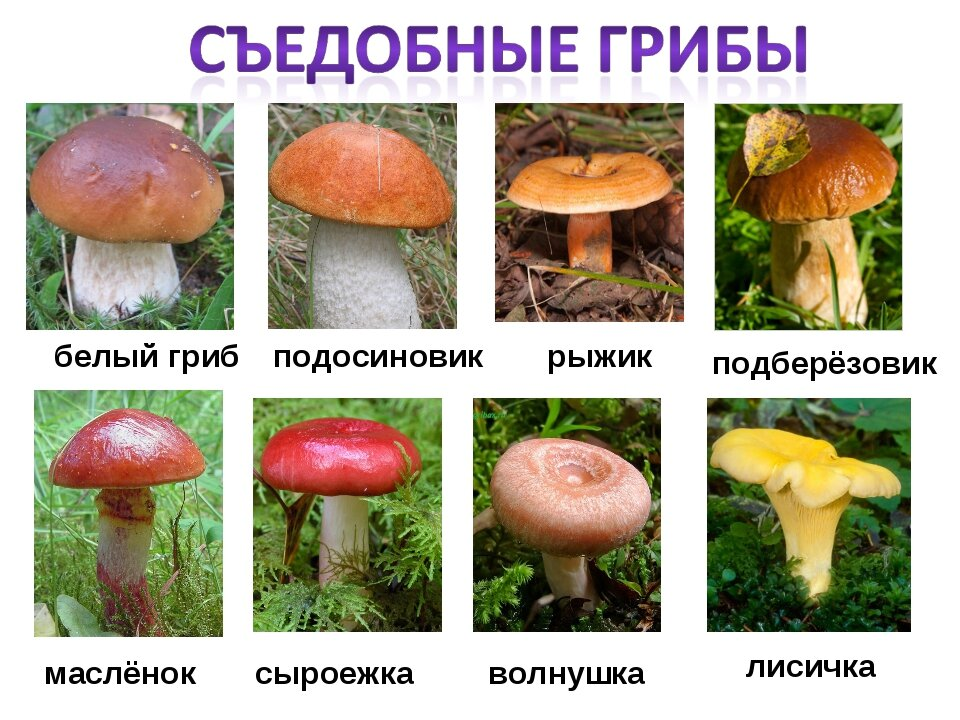 СЪЕДОБНЫЕ ГРИБЫ
белый гриб
подосиновик
рыжик
подберёзовик
маслёнок
сыроежка
волнушка
лисичка